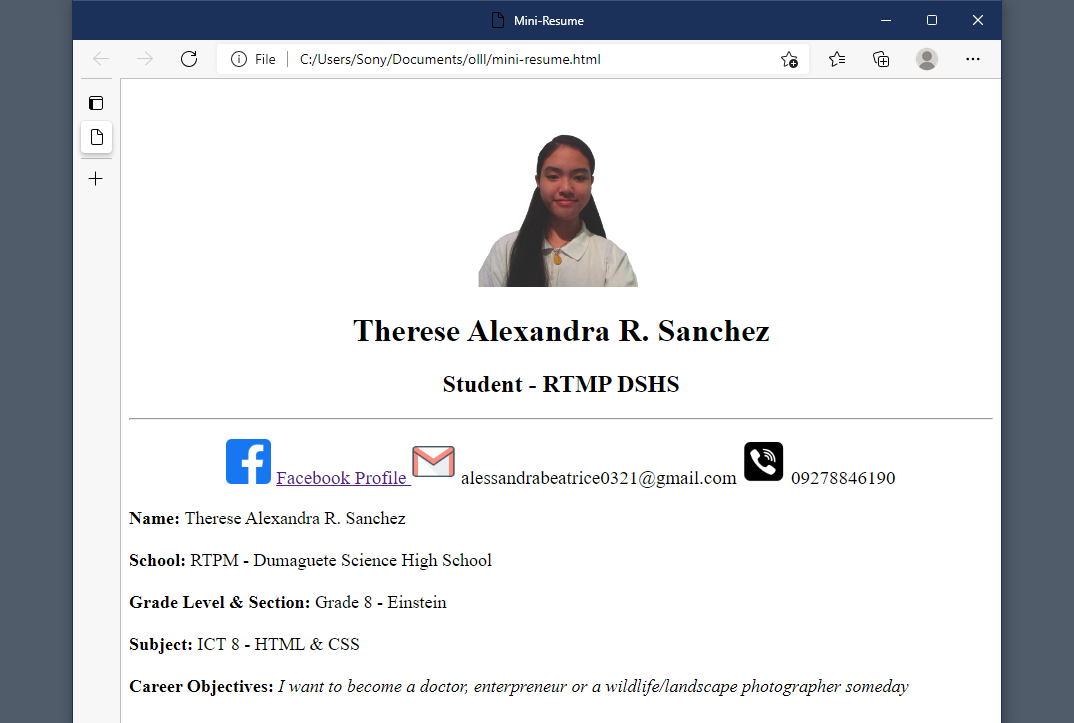 Mini-Resume
File C:/Users/Sony/Documents/olll/mini-resume.html
Therese Alexandra R. Sanchez
Student - RTMP DSHS
Facebook Profile alessandrabeatrice0321@gmail.com 09278846190
Name: Therese Alexandra R. Sanchez
School: RTPM - Dumaguete Science High School
Grade Level & Section: Grade 8 - Einstein
Subject: ICT 8 - HTML & CSS
Career Objectives: I want to become a doctor, enterpreneur or a wildlife/landscape photographer someday